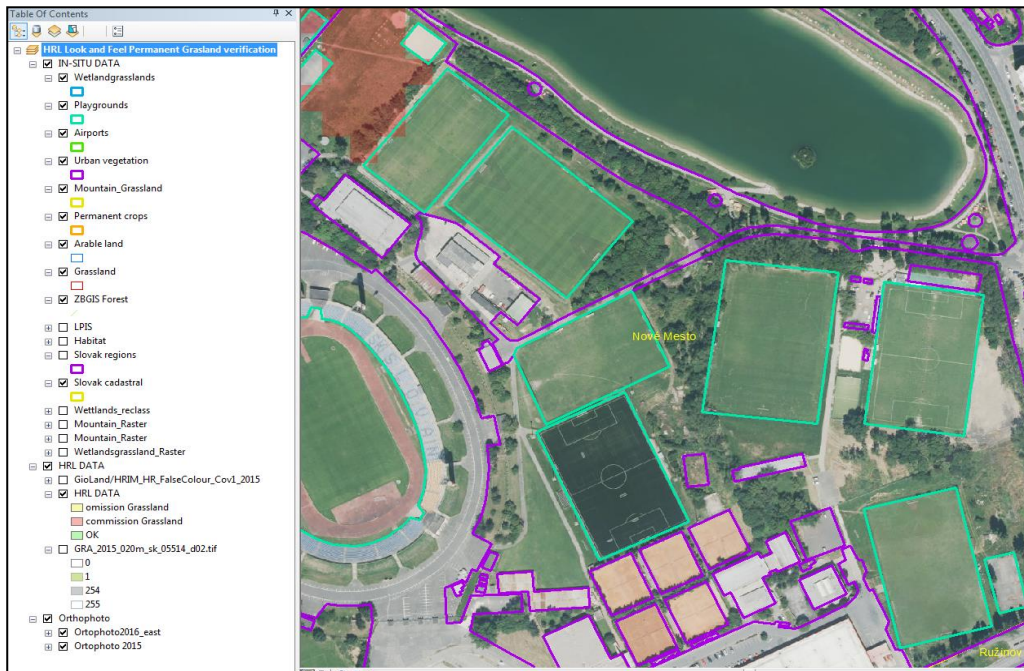 Table Of Contents
HRL Look and Feel Permanent Grasland verification
IN-SITU DATA
Wetlandgrasslands
Playgrounds
Airports
Urban vegetation
Mountain_Grassland
Permanent crops
Arable land
Grassland
ZBGIS Forest
LPIS
Habitat
Slovak regions
Slovak cadastral
Wettlands_reclass
Mountain_Raster
Mountain_Raster
Wetlandsgrassland_Raster
HRL DATA
GioLand/HRIM_HR_FalseColour_Cov1_2015
HRL DATA
omission Grassland
commission Grassland
OK
GRA_2015_020m_sk_05514_d02.tif
0
1
254
255
Orthophoto
Ortophoto2016_east
Ortophoto 2015
Nové Mesto
Ružinov